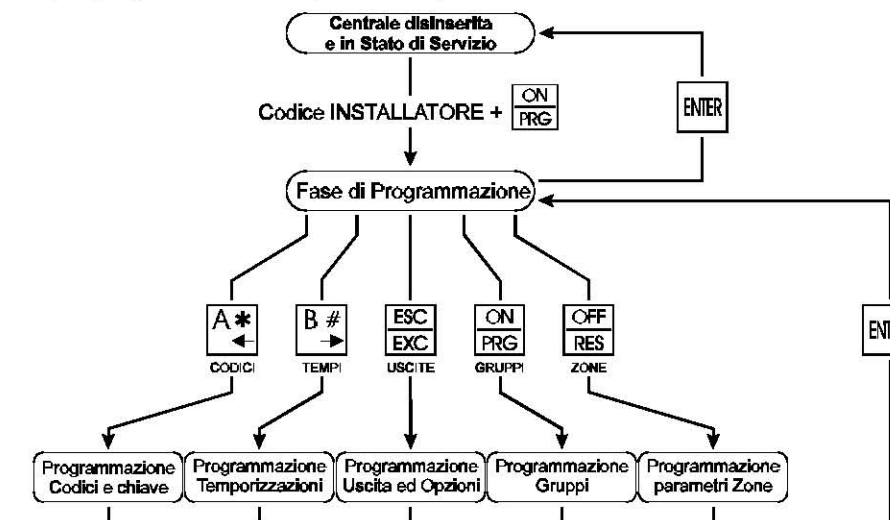 Centrale disinserita
e in Stato di Servizio
Codice INSTALLATORE +
ON
PRG
ENTER
Fase di Programmazione
A *
B #
ESC
EXC
ON
PRG
OFF
RES
CODICI
TEMPI
USCITE
GRUPPI
ZONE
Programmazione
Codici e chiave
Programmazione
Temporizzazioni
Programmazione
Uscita ed Opzioni
Programmazione
Gruppi
Programmazione
parametri Zone